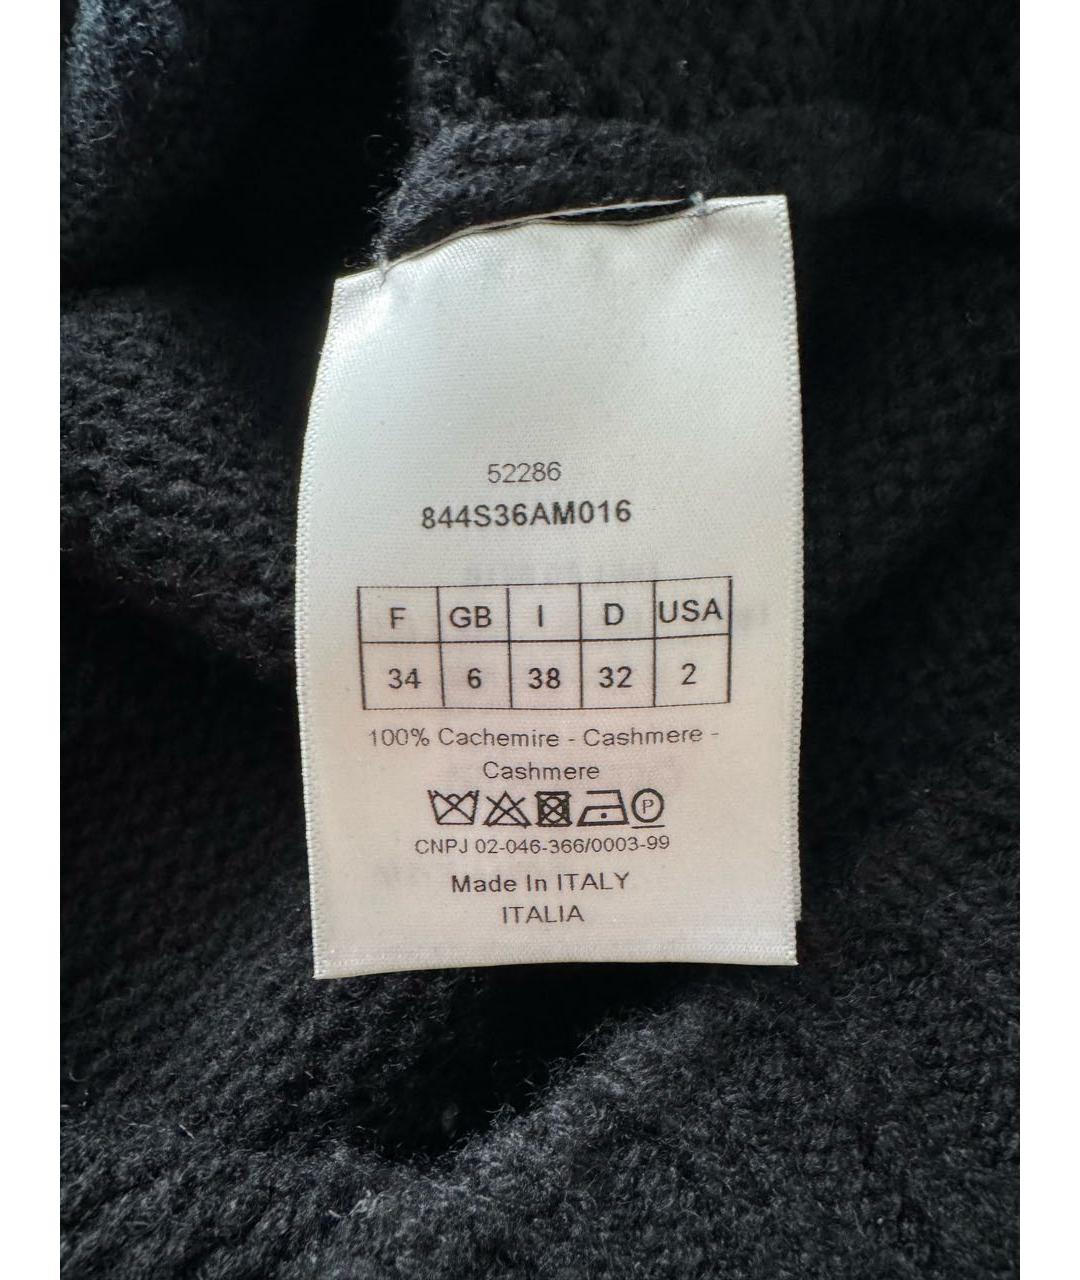 52286
844S36AM016
F GB I D USA
34 6 38 32 2
100% Cachemire - Cashmere -
Cashmere
P
CNPJ 02-046-366/0003-99
Made In ITALY
ITALIA